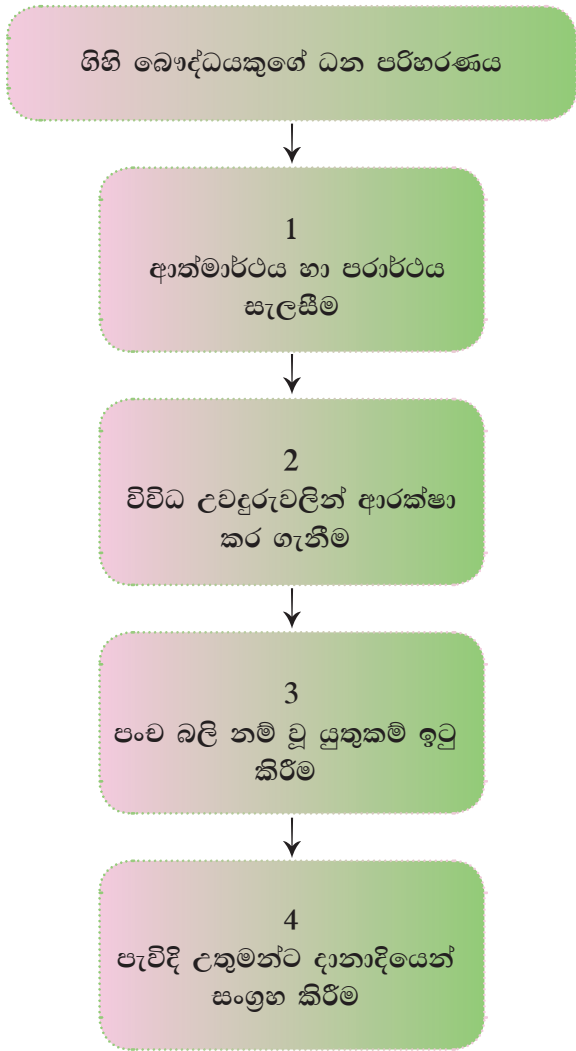 ගිහි බෞද්ධයකුගේ ධන පරිහරණය
1
ආත්මාර්ථය හා පරාර්ථය
සැලසීම
2
විවිධ උවදුරුවලින් ආරක්ෂා
කර ගැනීම
3
පංච බලි නම් වූ යුතුකම් ඉටු
කිරීම
4
පැවිදි උතුමන්ට දානාදියෙන්
සංග්‍රහ කිරීම